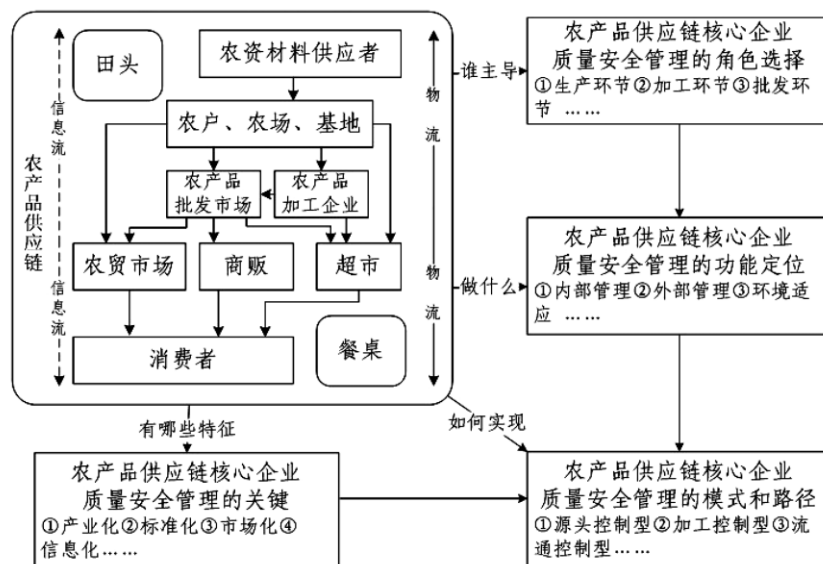 田头
农资材料供应者
农户、农场、基地
农产品
批发市场
农产品
加工企业
农贸市场
商贩
超市
消费者
餐桌
农产品供应链
信息流
信息流
物流
物流
谁主导
做什么
有哪些特征
如何实现
农产品供应链核心企业
质量安全管理的角色选择
①生产环节②加工环节③批发环
节 ……
农产品供应链核心企业
质量安全管理的功能定位
①内部管理②外部管理③环境适
应 ……
农产品供应链核心企业
质量安全管理的关键
①产业化②标准化③市场化④
信息化……
农产品供应链核心企业
质量安全管理的模式和路径
①源头控制型②加工控制型③流
通控制型……